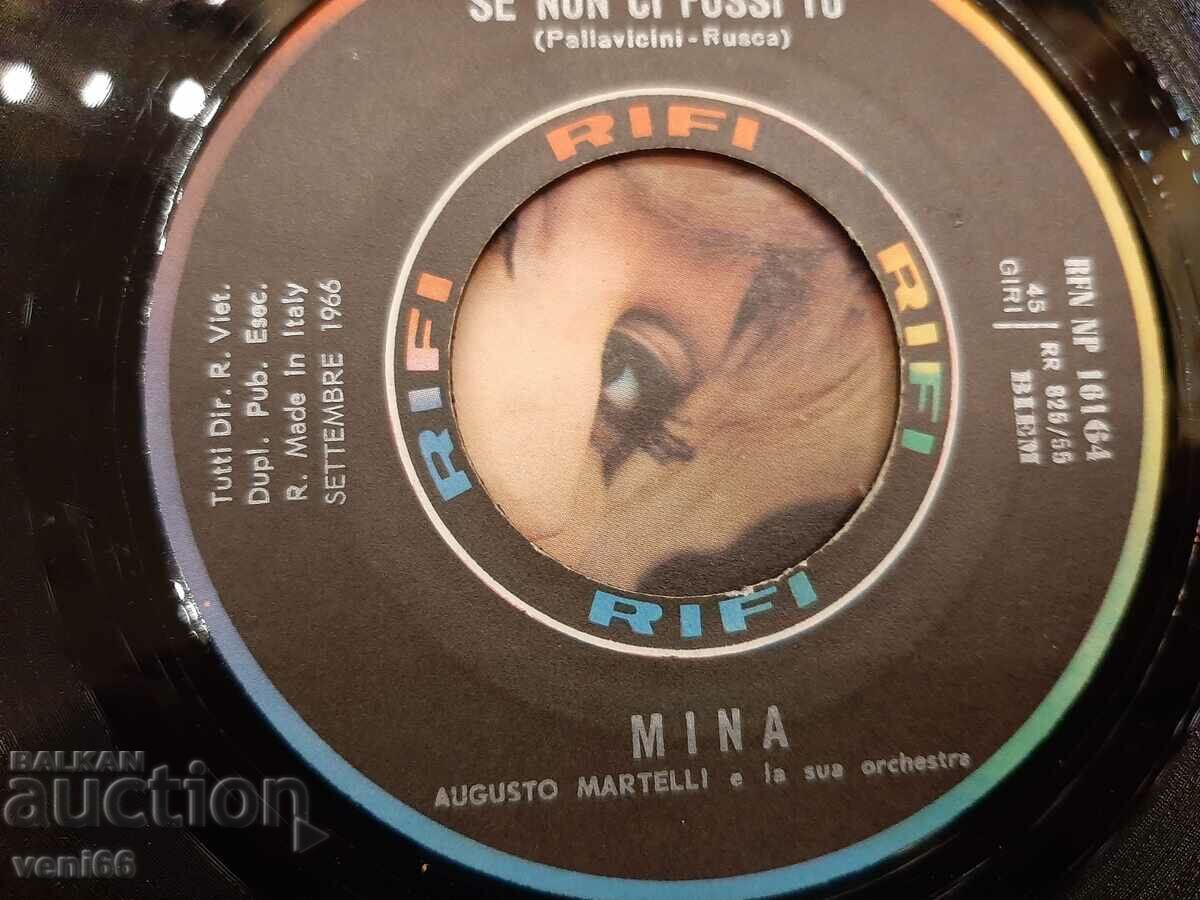 SE NON CI FOSSI TU
(Pallavicini - Rusca)
RIFI
RIFI
RIFI
RIFI
RIFI
RIFI
Tutti Dir. R. Viet.
Dupl. Pub. Esec.
R. Made In Italy
SETTEMBRE 1966
RFN NP 16164
45 RR 825/55
GIRI BIEM
MINA
AUGUSTO MARTELLI e la sua orchestra
BALKAN
auction
veni66